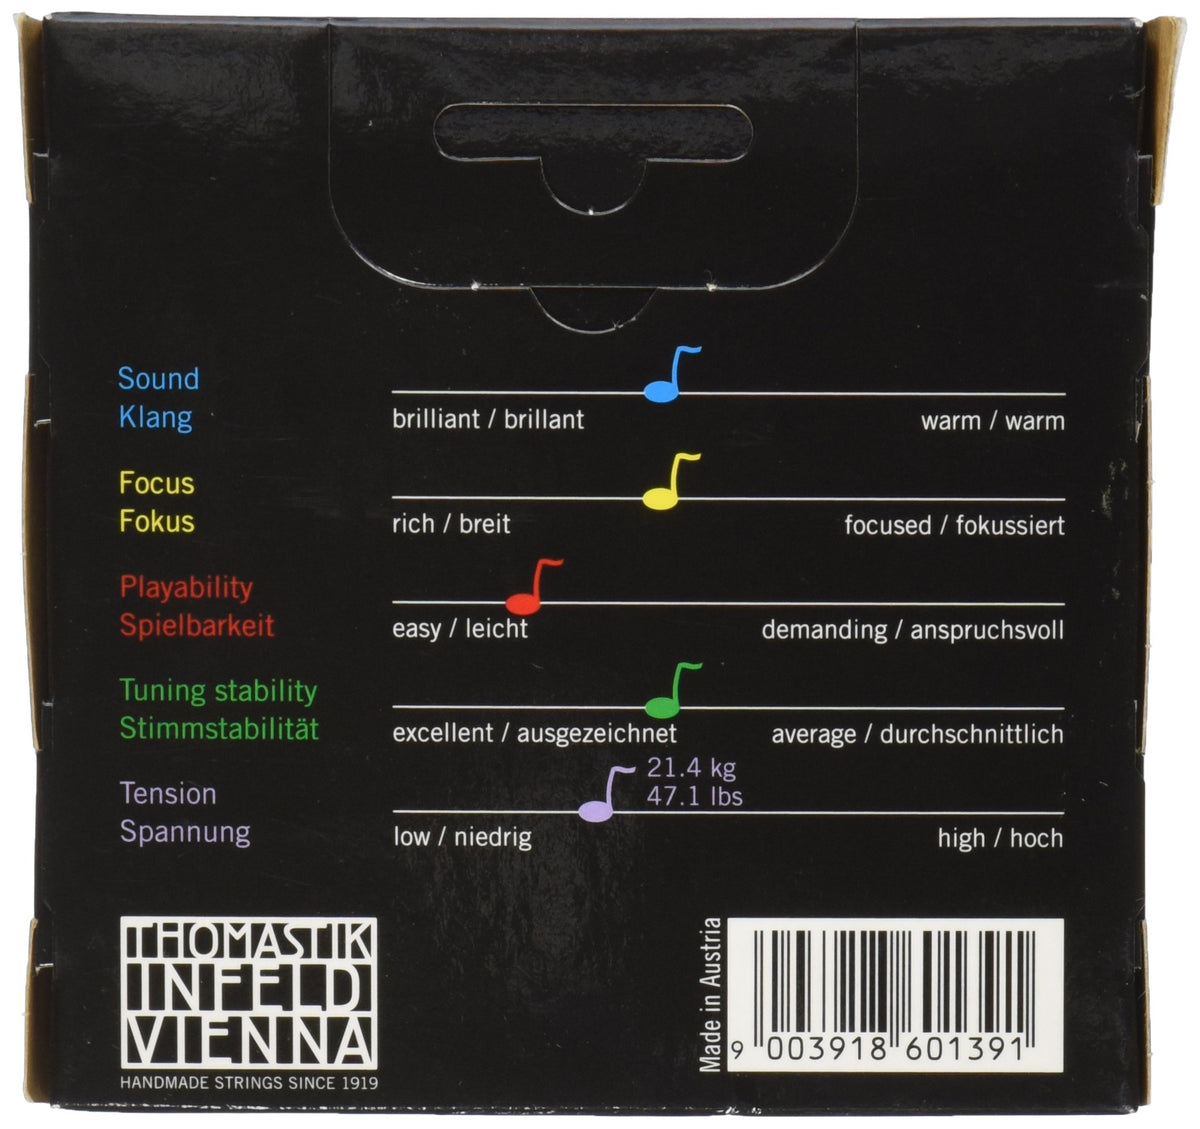 Sound
Klang
brilliant / brillant
warm / warm
Focus
Fokus
rich / breit
focused / fokussiert
Playability
Spielbarkeit
easy / leicht
demanding / anspruchsvoll
Tuning stability
Stimmstabilität
excellent / ausgezeichnet
average / durchschnittlich
Tension
Spannung
21.4 kg
47.1 lbs
low / niedrig
high / hoch
THOMASTIK
INFELD
VIENNA
HANDMADE STRINGS SINCE 1919
Made in Austria
9 003918 601391